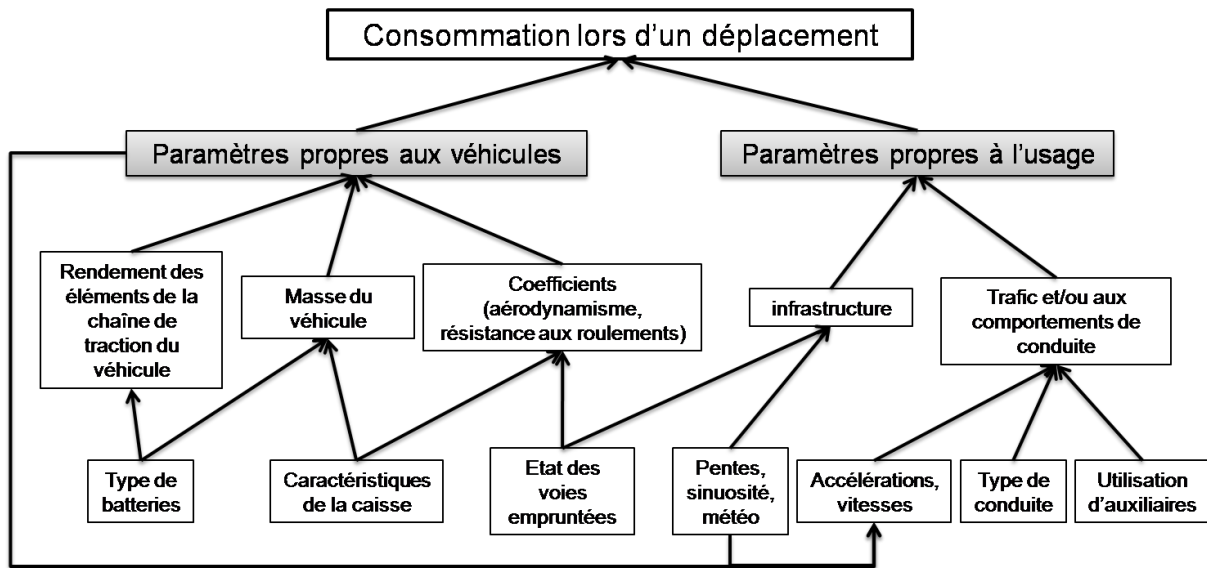 Consommation lors d'un déplacement
Paramètres propres aux véhicules
Paramètres propres à l'usage
Rendement des
éléments de la
chaîne de
traction du
véhicule
Masse du
véhicule
Coefficients
(aérodynamisme,
résistance aux roulements)
infrastructure
Trafic et/ou aux
comportements de
conduite
Type de
batteries
Caractéristiques
de la caisse
Etat des
voies
empruntées
Pentes,
sinuosité,
météo
Accélérations,
vitesses
Type de
conduite
Utilisation
d'auxiliaires